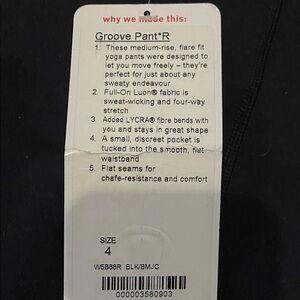 why we made this:
Groove Pant*R
1. These medium-rise, flare fit
yoga pants were designed to
let you move freely – they're
perfect for just about any
sweaty endeavour
2. Full-On Luon® fabric is
sweat-wicking and four-way
stretch
3. Added LYCRA® fibre bends with
you and stays in great shape
4. A small, discreet pocket is
tucked into the smooth, flat
waistband
5. Flat seams for
chafe-resistance and comfort
SIZE
4
W5B88R BLK/BMJC
000003580903